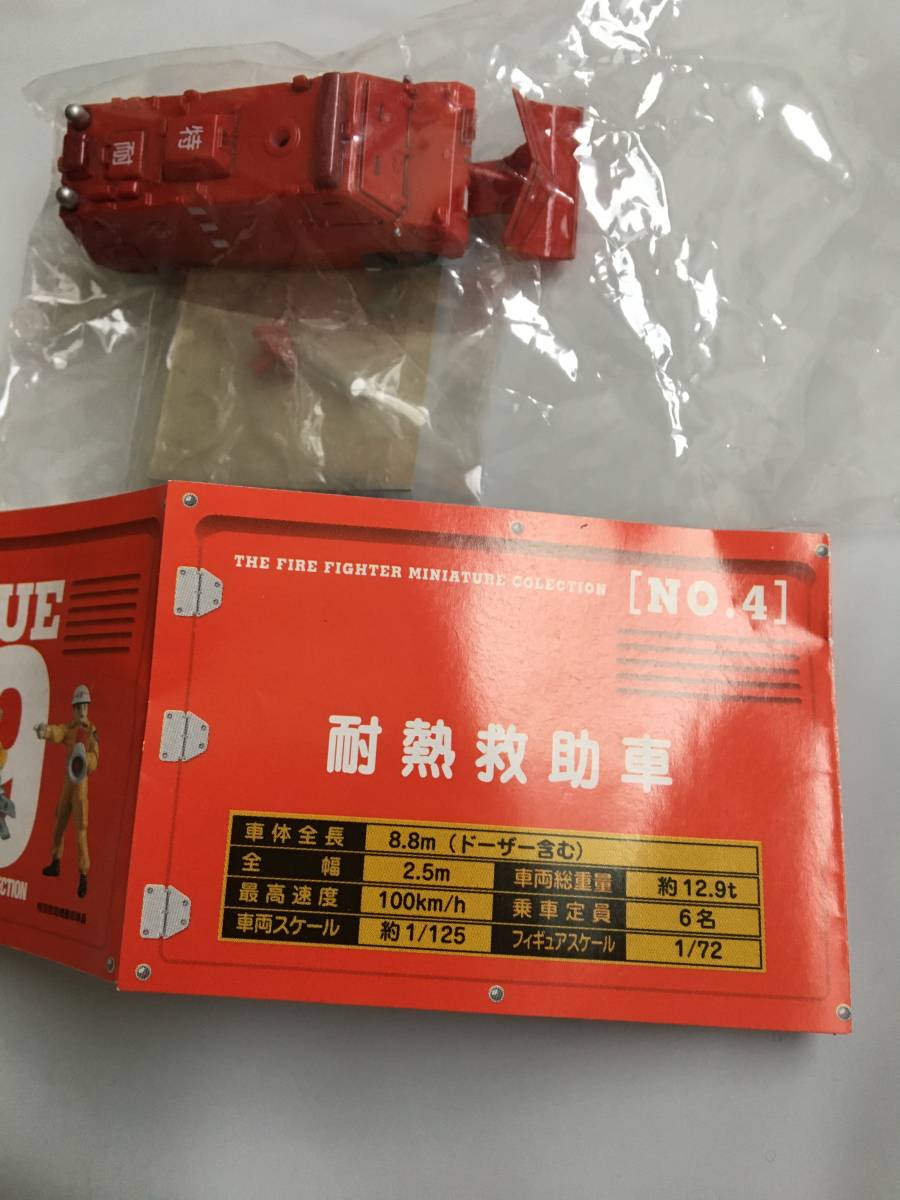 特
耐
THE FIRE FIGHTER MINIATURE COLECTION [NO.4]
耐熱救助車
車体全長 8.8m（ドーザー含む）
全幅 2.5m 車両総重量 約12.9t
最高速度 100km/h 乗車定員 6名
車両スケール 約1/125 フィギュアスケール 1/72
UE
ECTION